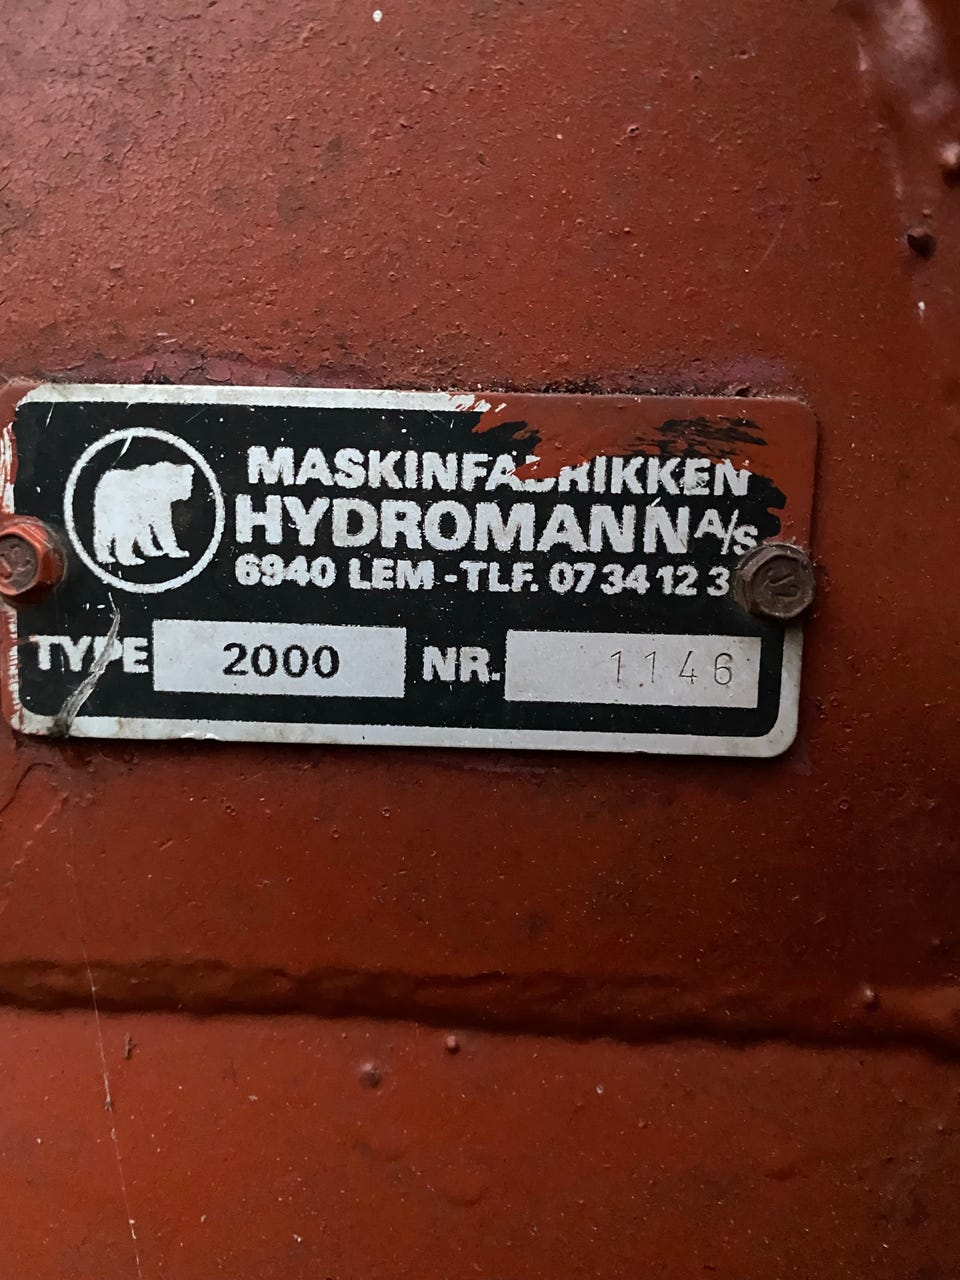 MASKINFABRIKKEN
HYDROMANN A/S
6940 LEM - TLF. 07 34 12 3
TYPE 2000 NR. 1146